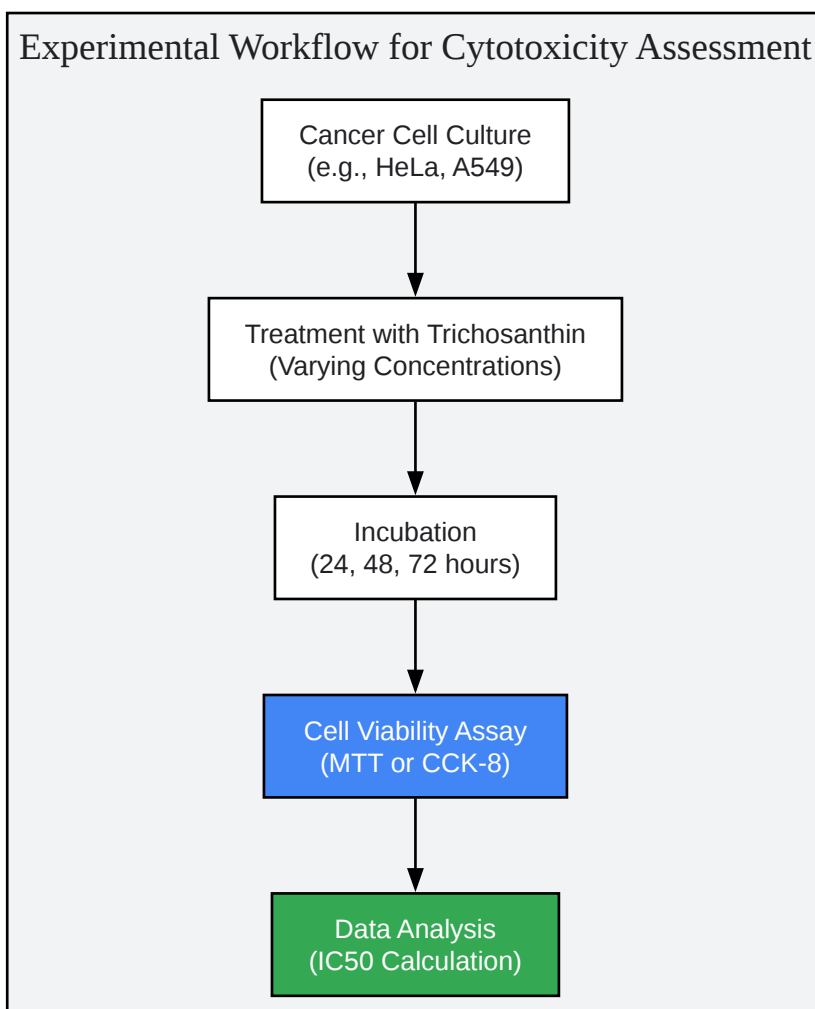 Experimental Workflow for Cytotoxicity Assessment
Cancer Cell Culture
(e.g., HeLa, A549)
Treatment with Trichosanthin
(Varying Concentrations)
Incubation
(24, 48, 72 hours)
Cell Viability Assay
(MTT or CCK-8)
Data Analysis
(IC50 Calculation)